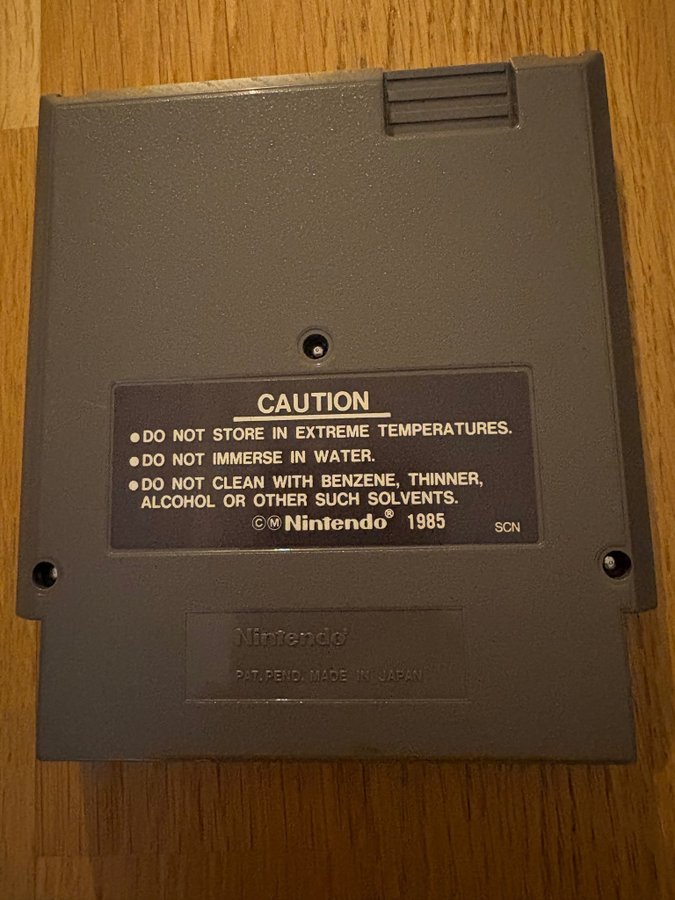 CAUTION
●DO NOT STORE IN EXTREME TEMPERATURES.
●DO NOT IMMERSE IN WATER.
●DO NOT CLEAN WITH BENZENE, THINNER,
ALCOHOL OR OTHER SUCH SOLVENTS.
ⒸⓂNintendo® 1985 SCN
Nintendo®
PAT. PEND. MADE IN JAPAN